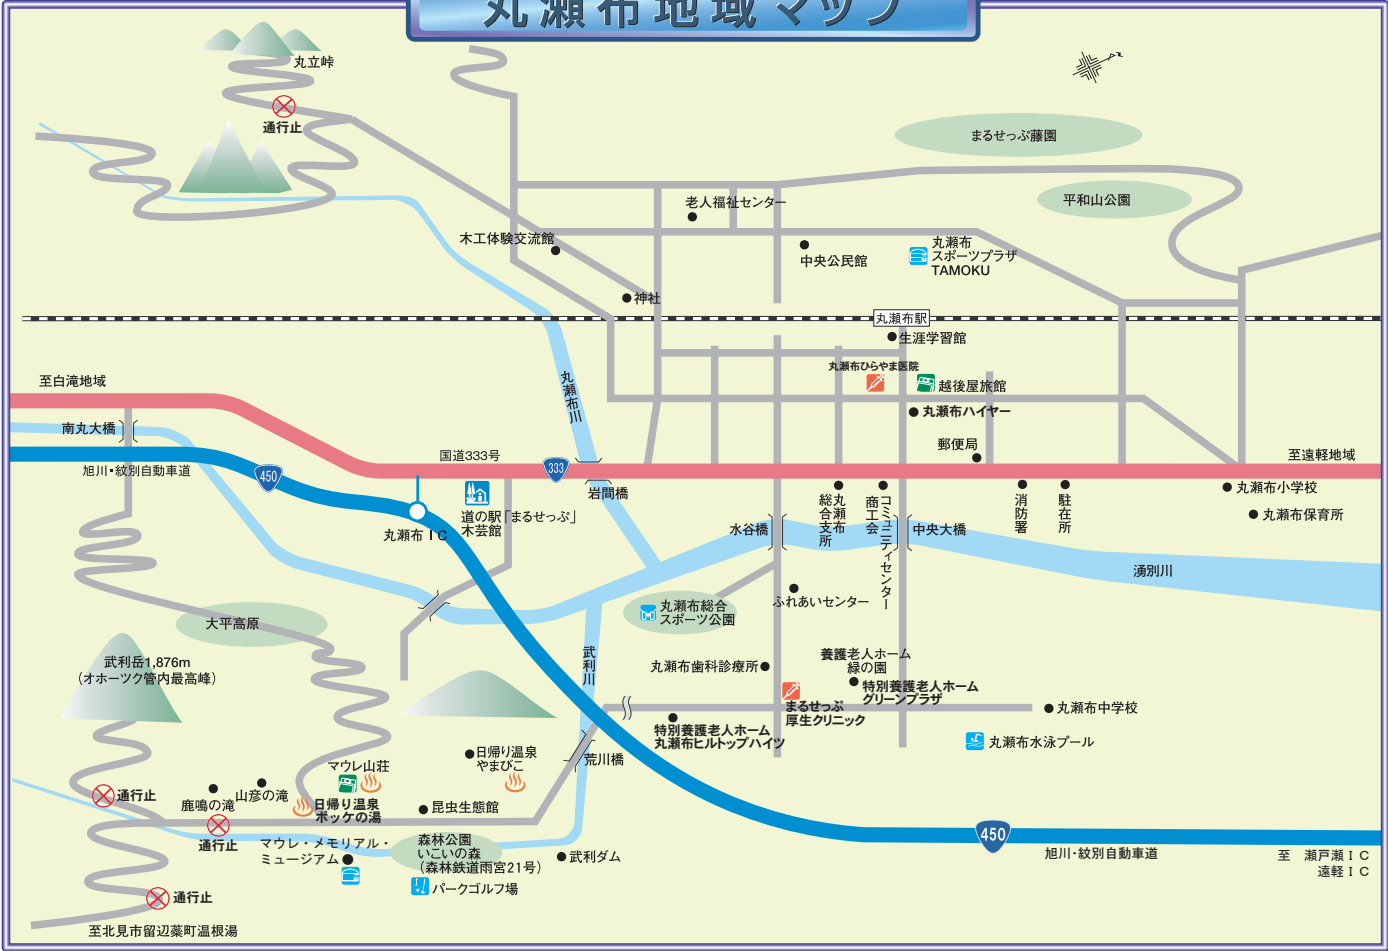 丸瀬布地域マップ
丸立峠
通行止
まるせっぷ藤園
平和山公園
老人福祉センター
木工体験交流館
中央公民館
丸瀬布
スポーツプラザ
TAMOKU
神社
丸瀬布駅
生涯学習館
丸瀬布ひらやま医院
越後屋旅館
丸瀬布ハイヤー
郵便局
至白滝地域
南丸大橋
丸瀬布川
旭川・紋別自動車道
450
国道333号
333
至遠軽地域
岩間橋
道の駅「まるせっぷ」
木芸館
丸瀬布ＩＣ
丸瀬布小学校
丸瀬布保育所
水谷橋
丸瀬布
総合支所
コミュニティセンター
商工会
中央大橋
消防署
駐在所
湧別川
ふれあいセンター
丸瀬布総合
スポーツ公園
大平高原
武利岳1,876m
（オホーツク管内最高峰）
武利川
丸瀬布歯科診療所
養護老人ホーム
緑の園
特別養護老人ホーム
グリーンプラザ
まるせっぷ
厚生クリニック
特別養護老人ホーム
丸瀬布ヒルトップハイツ
丸瀬布中学校
丸瀬布水泳プール
荒川橋
日帰り温泉
やまびこ
マウレ山荘
通行止
鹿鳴の滝
山彦の滝
日帰り温泉
ポッケの湯
昆虫生態館
通行止
マウレ・メモリアル・
ミュージアム
森林公園
いこいの森
（森林鉄道雨宮21号）
武利ダム
パークゴルフ場
通行止
至北見市留辺蘂町温根湯
450
旭川・紋別自動車道
至　瀬戸瀬ＩＣ
遠軽ＩＣ